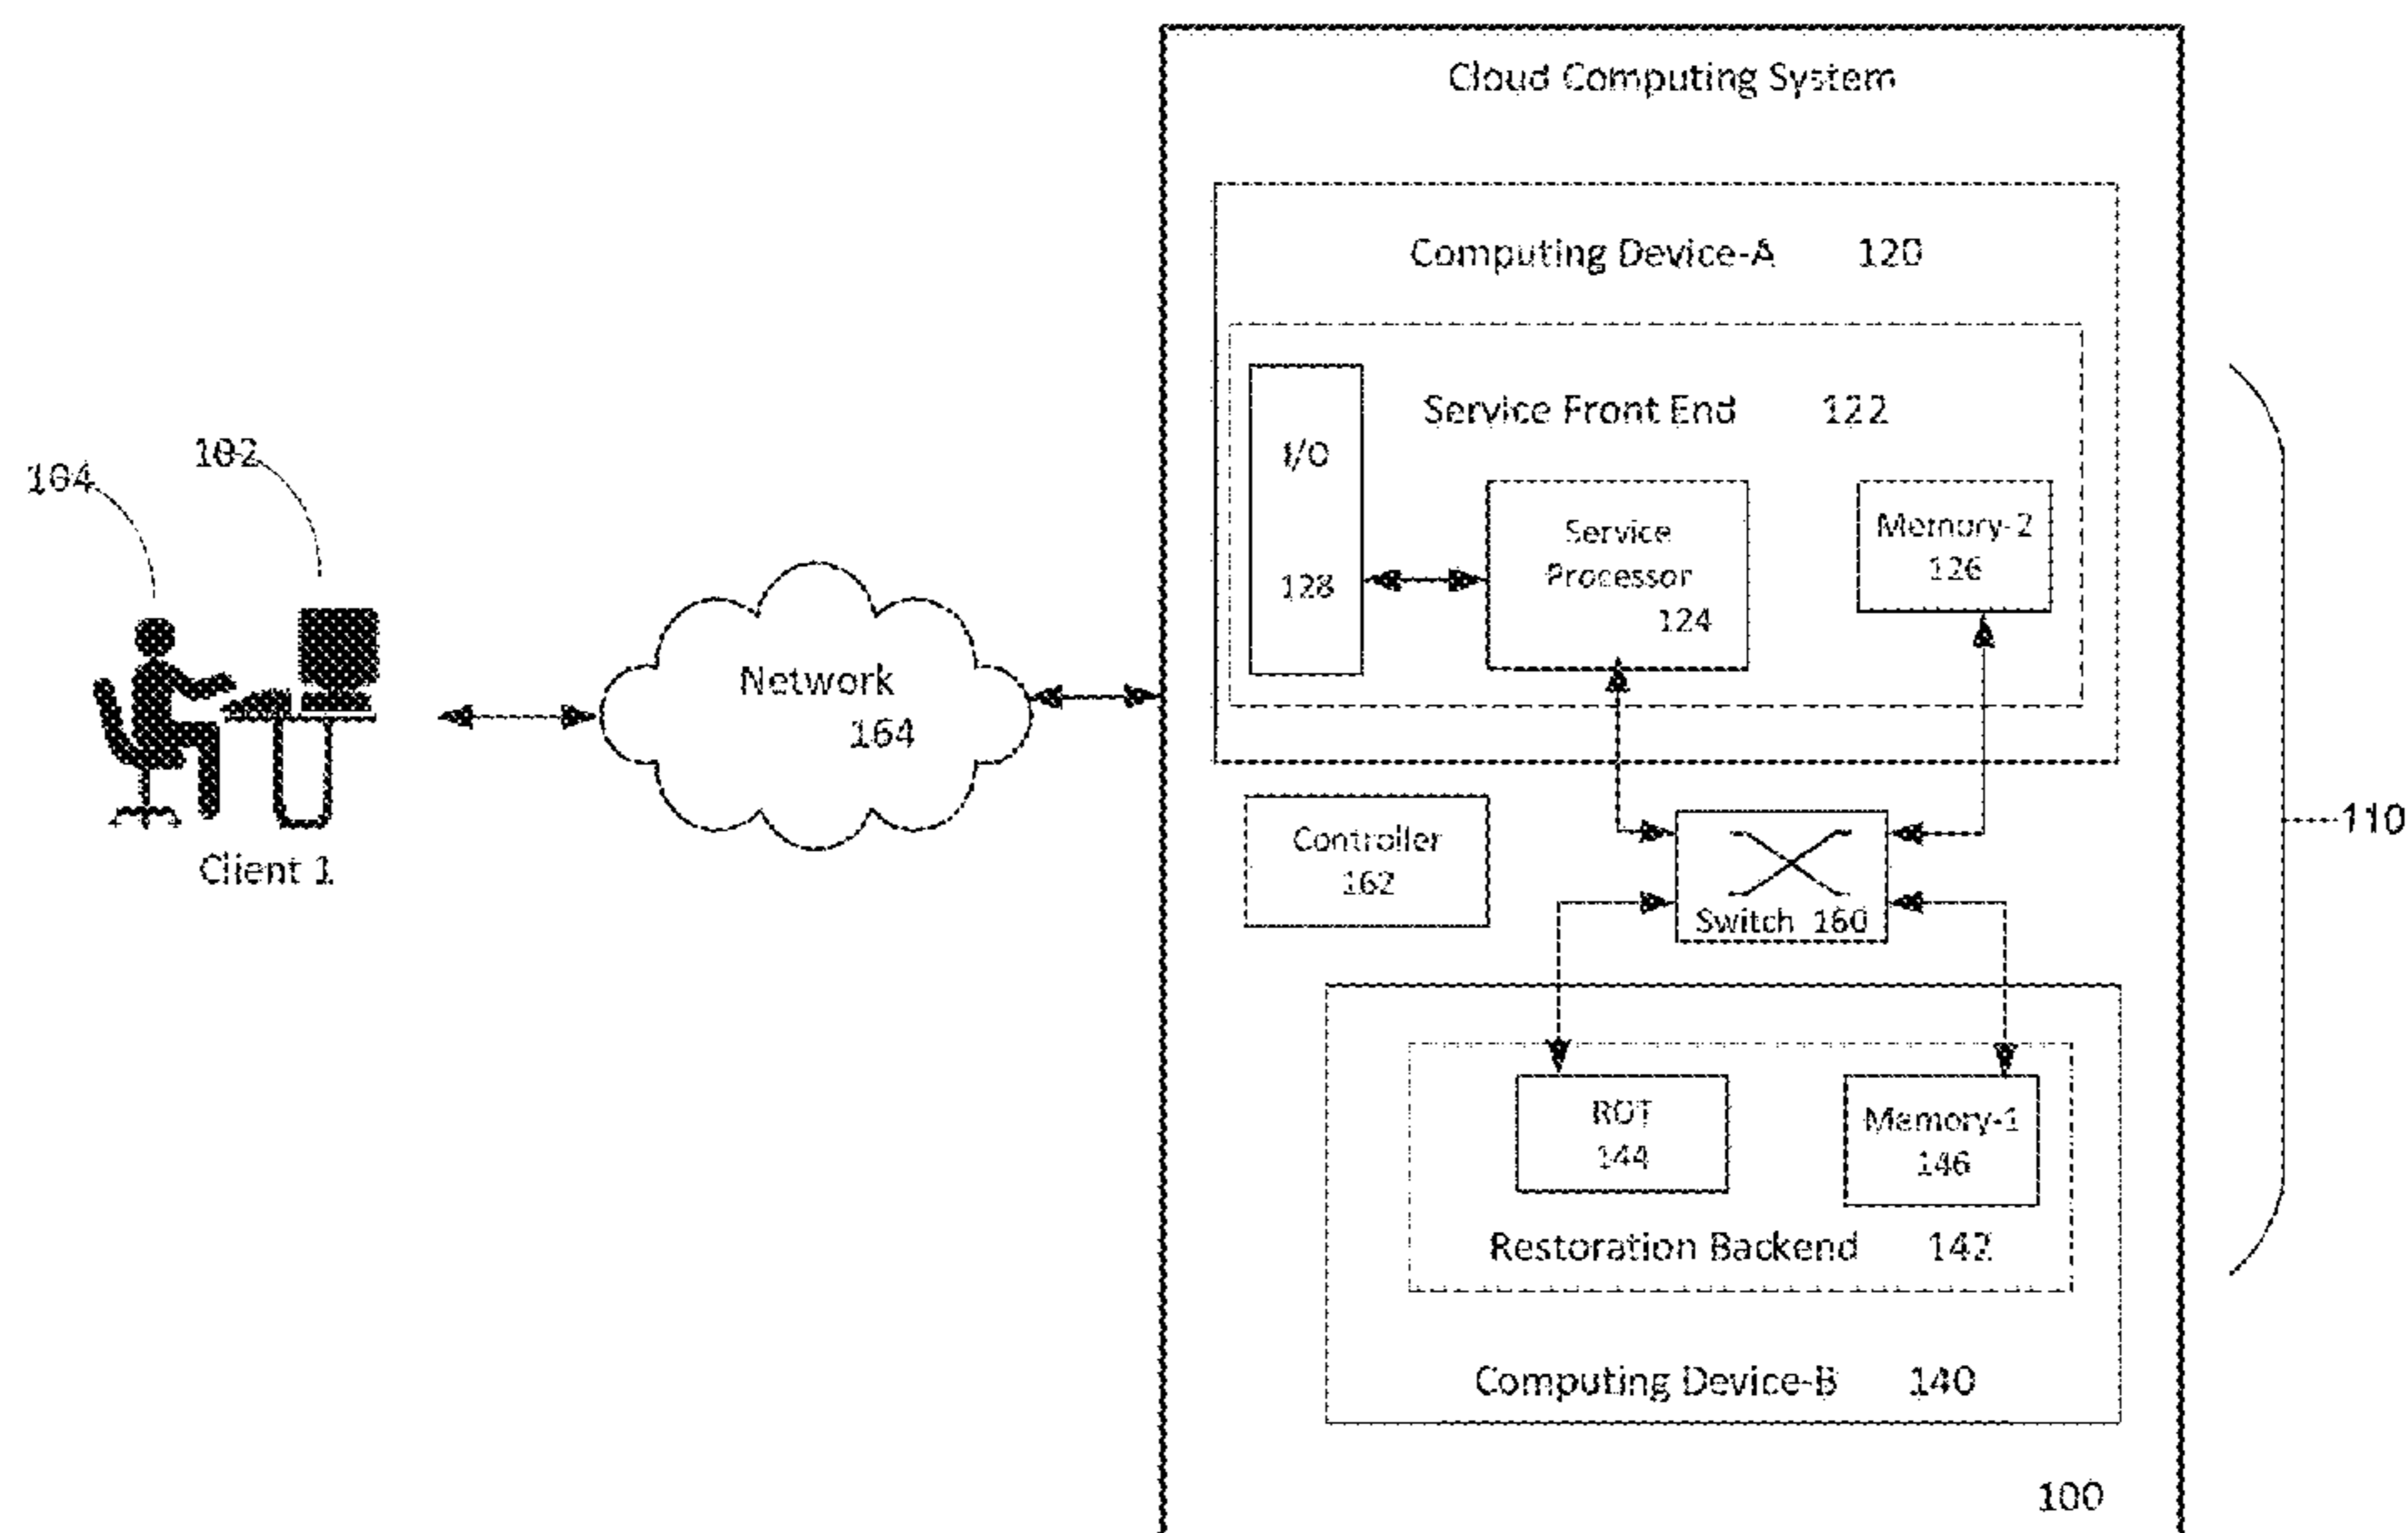 Cloud Computing System
Computing Device-A 120
Service Front End 122
I/O
128
Service
Processor
124
Memory-2
126
104
102
Client 1
Network
164
Controller
162
Switch 160
110
ROT
144
Memory-1
146
Restoration Backend 142
Computing Device-B 140
100